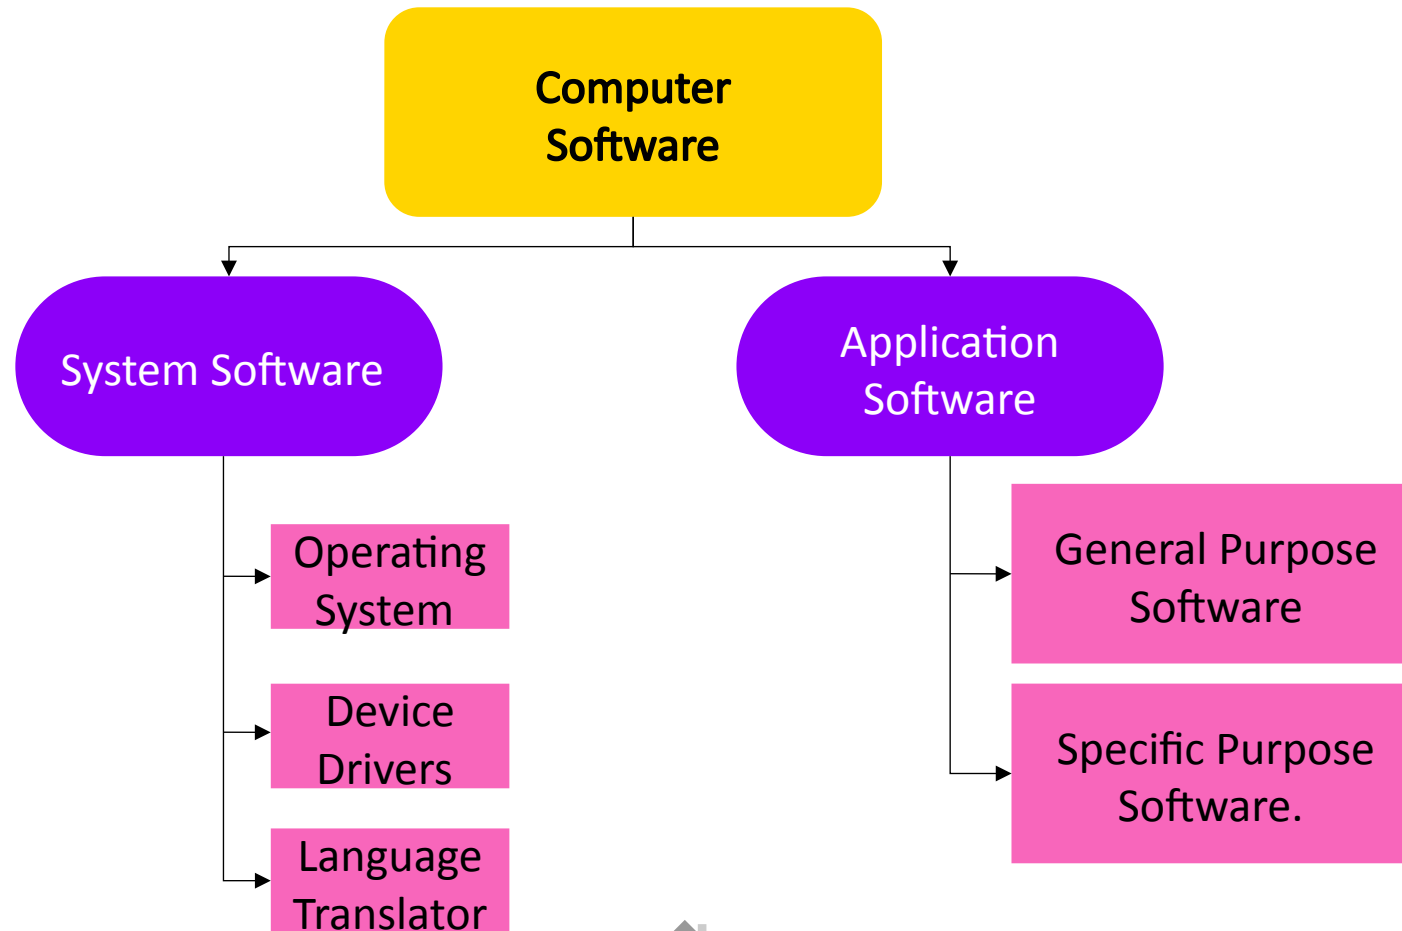 Computer
Software
System Software
Application
Software
Operating
System
Device
Drivers
Language
Translator
General Purpose
Software
Specific Purpose
Software.